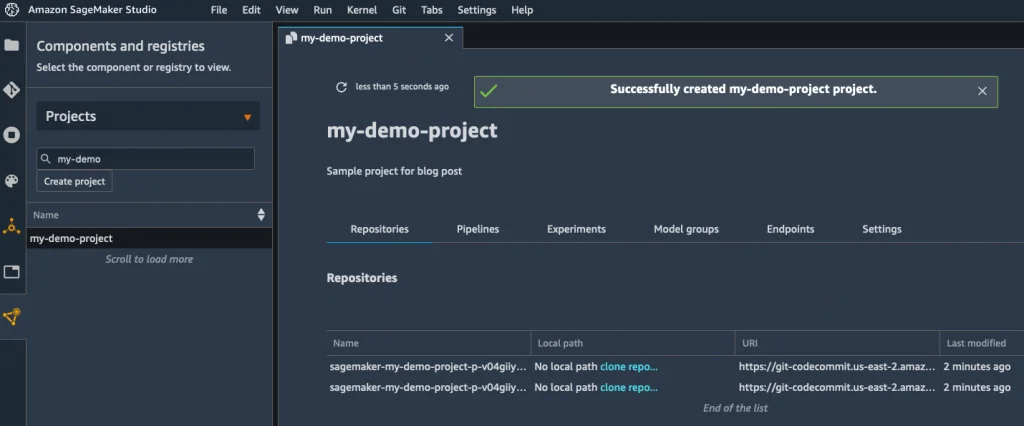 Amazon SageMaker Studio File Edit View Run Kernel Git Tabs Settings Help
Components and registries
Select the component or registry to view.
Projects
my-demo
Create project
Name
my-demo-project
Scroll to load more
my-demo-project
less than 5 seconds ago
Successfully created my-demo-project project.
my-demo-project
Sample project for blog post
Repositories Pipelines Experiments Model groups Endpoints Settings
Repositories
Name Local path URI Last modified
sagemaker-my-demo-project-p-v04giiy... No local path clone repo... https://git-codecommit.us-east-2.amaz... 2 minutes ago
sagemaker-my-demo-project-p-v04giiy... No local path clone repo... https://git-codecommit.us-east-2.amaz... 2 minutes ago
End of the list